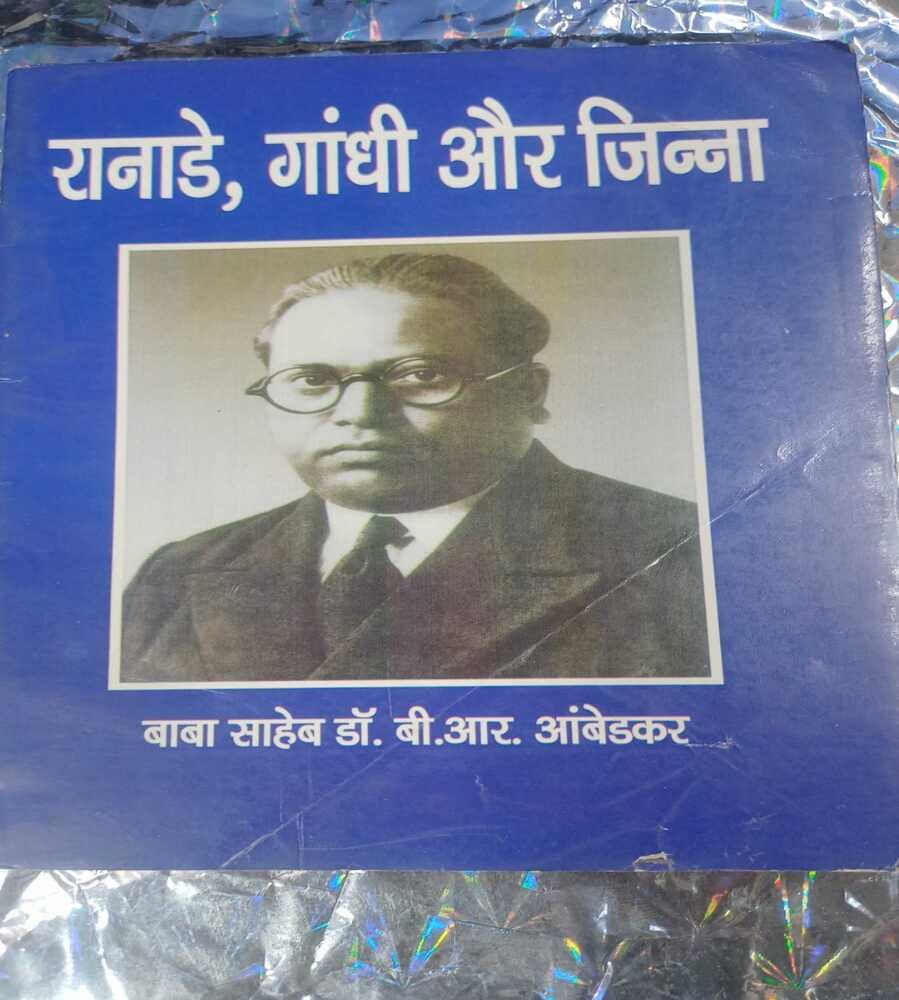 रानाडे, गांधी और जिन्ना
बाबा साहेब डॉ. बी.आर. आंबेडकर